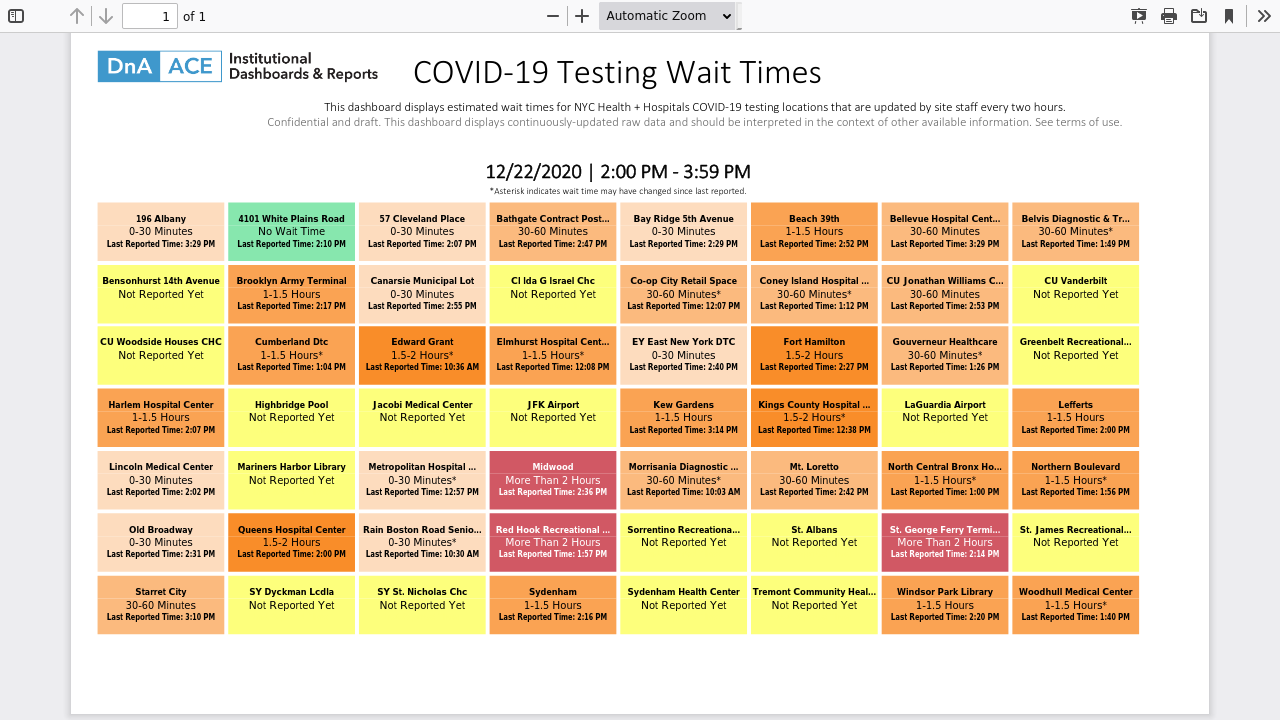 1 of 1 Automatic Zoom
DnA ACE Institutional
Dashboards & Reports
COVID-19 Testing Wait Times
This dashboard displays estimated wait times for NYC Health + Hospitals COVID-19 testing locations that are updated by site staff every two hours.
Confidential and draft. This dashboard displays continuously-updated raw data and should be interpreted in the context of other available information. See terms of use.
12/22/2020 | 2:00 PM - 3:59 PM
*Asterisk indicates wait time may have changed since last reported.
196 Albany
0-30 Minutes
Last Reported Time: 3:29 PM
4101 White Plains Road
No Wait Time
Last Reported Time: 2:10 PM
57 Cleveland Place
0-30 Minutes
Last Reported Time: 2:07 PM
Bathgate Contract Post...
30-60 Minutes
Last Reported Time: 2:47 PM
Bay Ridge 5th Avenue
0-30 Minutes
Last Reported Time: 2:29 PM
Beach 39th
1-1.5 Hours
Last Reported Time: 2:52 PM
Bellevue Hospital Cent...
30-60 Minutes
Last Reported Time: 3:29 PM
Belvis Diagnostic & Tr...
30-60 Minutes*
Last Reported Time: 1:49 PM
Bensonhurst 14th Avenue
Not Reported Yet
Brooklyn Army Terminal
1-1.5 Hours
Last Reported Time: 2:17 PM
Canarsie Municipal Lot
0-30 Minutes
Last Reported Time: 2:55 PM
Cl Ida G Israel Chc
Not Reported Yet
Co-op City Retail Space
30-60 Minutes*
Last Reported Time: 12:07 PM
Coney Island Hospital ...
30-60 Minutes*
Last Reported Time: 1:12 PM
CU Jonathan Williams C...
30-60 Minutes
Last Reported Time: 2:53 PM
CU Vanderbilt
Not Reported Yet
CU Woodside Houses CHC
Not Reported Yet
Cumberland Dtc
1-1.5 Hours*
Last Reported Time: 1:04 PM
Edward Grant
1.5-2 Hours*
Last Reported Time: 10:36 AM
Elmhurst Hospital Cent...
1-1.5 Hours*
Last Reported Time: 12:08 PM
EY East New York DTC
0-30 Minutes
Last Reported Time: 2:40 PM
Fort Hamilton
1.5-2 Hours
Last Reported Time: 2:27 PM
Gouverneur Healthcare
30-60 Minutes*
Last Reported Time: 1:26 PM
Greenbelt Recreational...
Not Reported Yet
Harlem Hospital Center
1-1.5 Hours
Last Reported Time: 2:07 PM
Highbridge Pool
Not Reported Yet
Jacobi Medical Center
Not Reported Yet
JFK Airport
Not Reported Yet
Kew Gardens
1-1.5 Hours
Last Reported Time: 3:14 PM
Kings County Hospital ...
1.5-2 Hours*
Last Reported Time: 12:38 PM
LaGuardia Airport
Not Reported Yet
Lefferts
1-1.5 Hours
Last Reported Time: 2:00 PM
Lincoln Medical Center
0-30 Minutes
Last Reported Time: 2:02 PM
Mariners Harbor Library
Not Reported Yet
Metropolitan Hospital ...
0-30 Minutes*
Last Reported Time: 12:57 PM
Midwood
More Than 2 Hours
Last Reported Time: 2:36 PM
Morrisania Diagnostic ...
30-60 Minutes*
Last Reported Time: 10:03 AM
Mt. Loretto
30-60 Minutes
Last Reported Time: 2:42 PM
North Central Bronx Ho...
1-1.5 Hours*
Last Reported Time: 1:00 PM
Northern Boulevard
1-1.5 Hours*
Last Reported Time: 1:56 PM
Old Broadway
0-30 Minutes
Last Reported Time: 2:31 PM
Queens Hospital Center
1.5-2 Hours
Last Reported Time: 2:00 PM
Rain Boston Road Senio...
0-30 Minutes*
Last Reported Time: 10:30 AM
Red Hook Recreational ...
More Than 2 Hours
Last Reported Time: 1:57 PM
Sorrentino Recreationa...
Not Reported Yet
St. Albans
Not Reported Yet
St. George Ferry Termi...
More Than 2 Hours
Last Reported Time: 2:14 PM
St. James Recreational...
Not Reported Yet
Starret City
30-60 Minutes
Last Reported Time: 3:10 PM
SY Dyckman Lcdla
Not Reported Yet
SY St. Nicholas Chc
Not Reported Yet
Sydenham
1-1.5 Hours
Last Reported Time: 2:16 PM
Sydenham Health Center
Not Reported Yet
Tremont Community Heal...
Not Reported Yet
Windsor Park Library
1-1.5 Hours
Last Reported Time: 2:20 PM
Woodhull Medical Center
1-1.5 Hours*
Last Reported Time: 1:40 PM